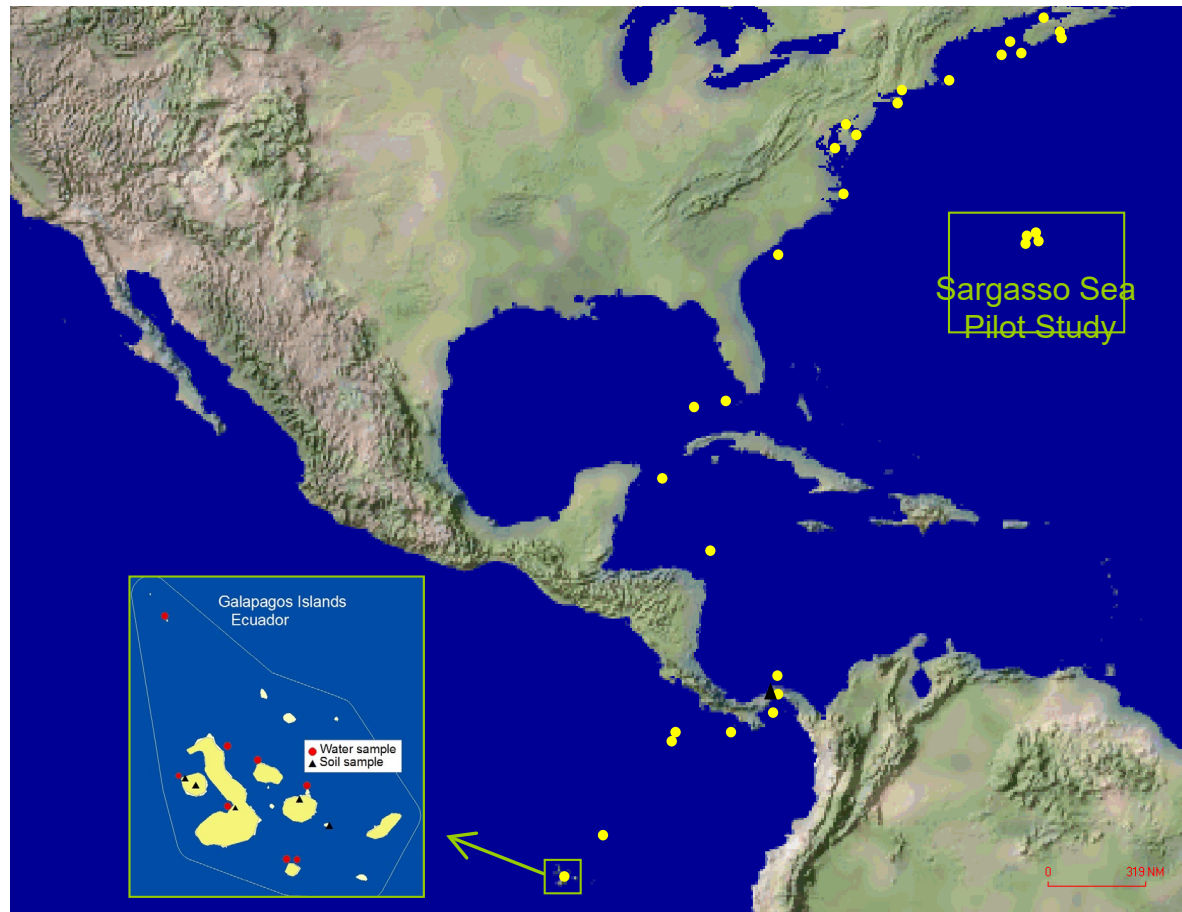 Sargasso Sea
Pilot Study
Galapagos Islands
Ecuador
Water sample
Soil sample
0 319 NM